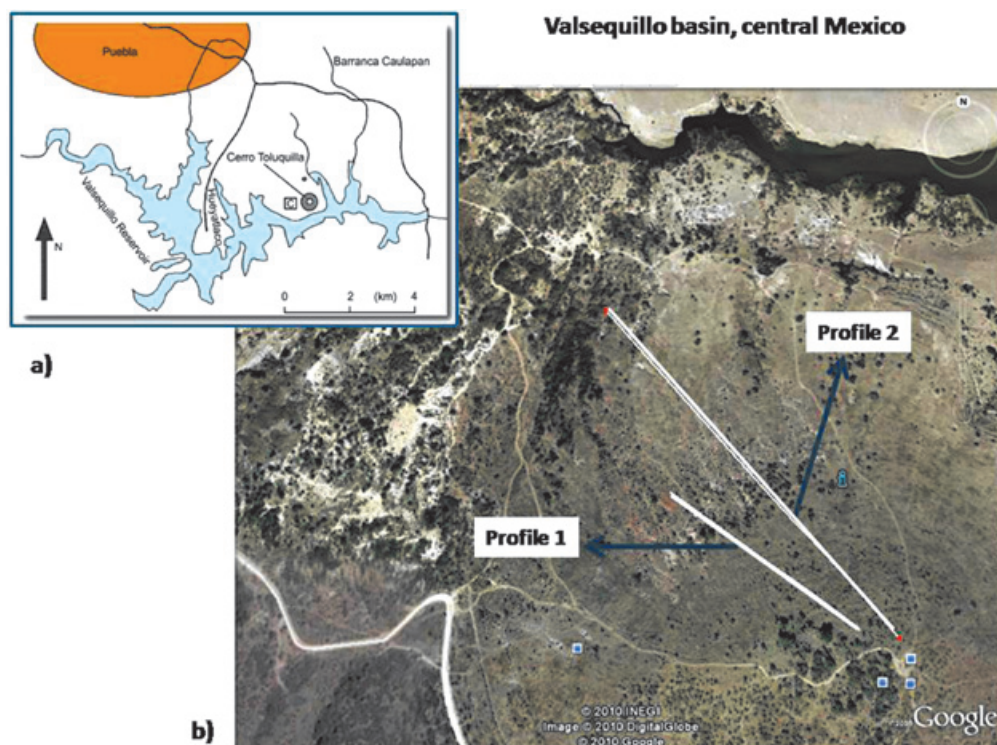 Valsequillo basin, central Mexico
Puebla
Barranca Caulapan
Cerro Toluquilla
C
Hueyatlaco
Valsequillo Reservoir
N
0 2 (km) 4
a)
N
Profile 2
Profile 1
b)
© 2010 INEGI
Image © 2010 DigitalGlobe
© 2010 Google
Google